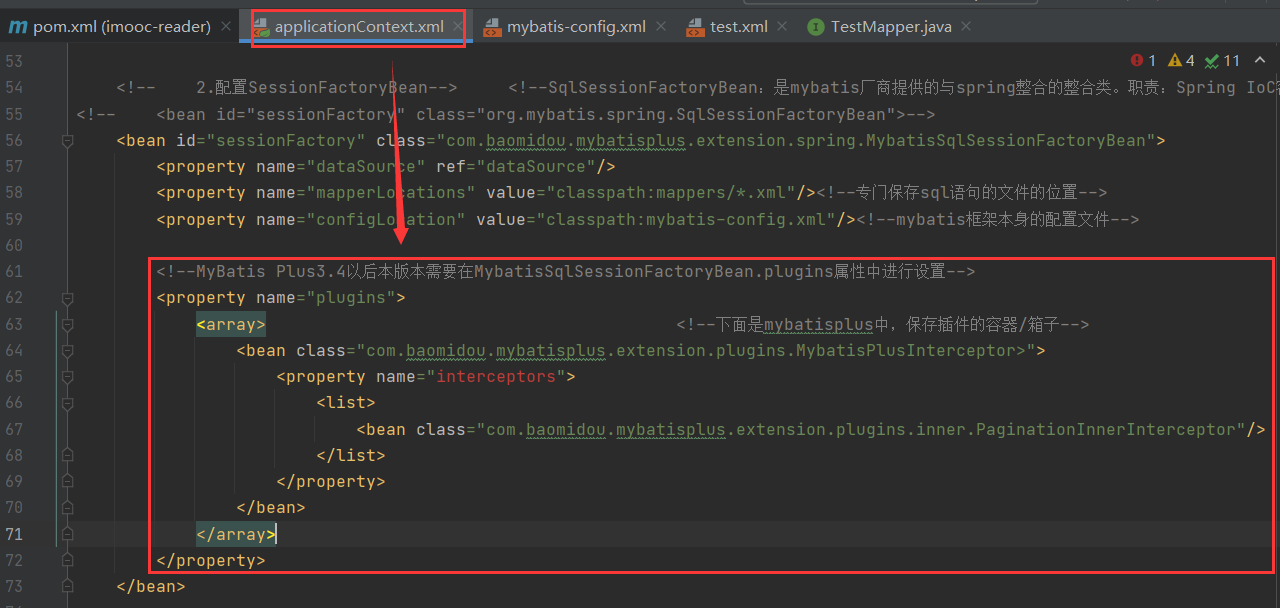 pom.xml (imooc-reader) applicationContext.xml mybatis-config.xml test.xml TestMapper.java
1 4 11
53
54 <!-- 2.配置SessionFactoryBean--> <!--SqlSessionFactoryBean：是mybatis厂商提供的与spring整合的整合类。职责：Spring IoC
55 <!-- <bean id="sessionFactory" class="org.mybatis.spring.SqlSessionFactoryBean">-->
56 <bean id="sessionFactory" class="com.baomidou.mybatisplus.extension.spring.MybatisSqlSessionFactoryBean">
57 <property name="dataSource" ref="dataSource"/>
58 <property name="mapperLocations" value="classpath:mappers/*.xml"/><!--专门保存sql语句的文件的位置-->
59 <property name="configLocation" value="classpath:mybatis-config.xml"/><!--mybatis框架本身的配置文件-->
60
61 <!--MyBatis Plus3.4以后本版本需要在MybatisSqlSessionFactoryBean.plugins属性中进行设置-->
62 <property name="plugins">
63 <array> <!--下面是mybatisplus中，保存插件的容器/箱子-->
64 <bean class="com.baomidou.mybatisplus.extension.plugins.MybatisPlusInterceptor>">
65 <property name="interceptors">
66 <list>
67 <bean class="com.baomidou.mybatisplus.extension.plugins.inner.PaginationInnerInterceptor"/>
68 </list>
69 </property>
70 </bean>
71 </array>
72 </property>
73 </bean>